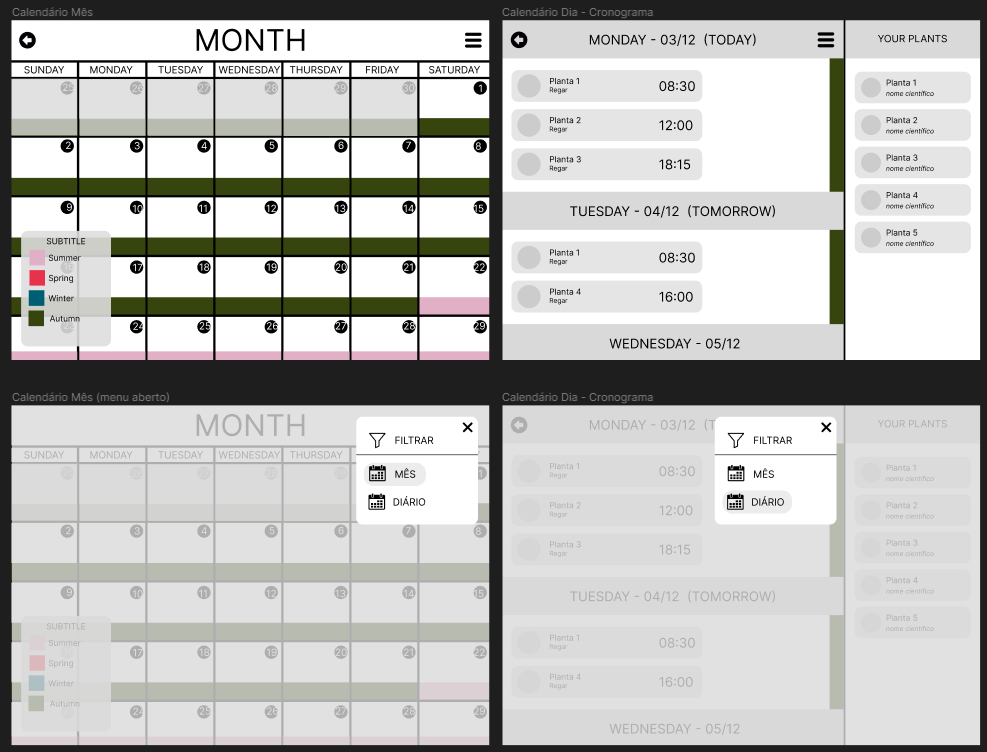 Calendário Mês
MONTH
SUNDAY MONDAY TUESDAY WEDNESDAY THURSDAY FRIDAY SATURDAY
25 26 27 28 29 30 1
2 3 4 5 6 7 8
9 10 11 12 13 14 15
16 17 18 19 20 21 22
23 24 25 26 27 28 29
SUBTITLE
Summer
Spring
Winter
Autumn
Calendário Dia - Cronograma
MONDAY - 03/12 (TODAY)
Planta 1
Regar
08:30
Planta 2
Regar
12:00
Planta 3
Regar
18:15
TUESDAY - 04/12 (TOMORROW)
Planta 1
Regar
08:30
Planta 4
Regar
16:00
WEDNESDAY - 05/12
YOUR PLANTS
Planta 1
nome científico
Planta 2
nome científico
Planta 3
nome científico
Planta 4
nome científico
Planta 5
nome científico
Calendário Mês (menu aberto)
MONTH
SUNDAY MONDAY TUESDAY WEDNESDAY THURSDAY
25 26 27 28 29 1
2 3 4 5 6 7 8
9 10 11 12 13 14 15
17 18 19 20 21 22
24 25 26 27 28 29
SUBTITLE
Summer
Spring
Winter
Autumn
FILTRAR
MÊS
DIÁRIO
Calendário Dia - Cronograma
MONDAY - 03/12 (T
Planta 1
Regar
08:30
Planta 2
Regar
12:00
Planta 3
Regar
18:15
TUESDAY - 04/12 (TOMORROW)
Planta 1
Regar
08:30
Planta 4
Regar
16:00
WEDNESDAY - 05/12
FILTRAR
MÊS
DIÁRIO
YOUR PLANTS
Planta 1
nome científico
Planta 2
nome científico
Planta 3
nome científico
Planta 4
nome científico
Planta 5
nome científico